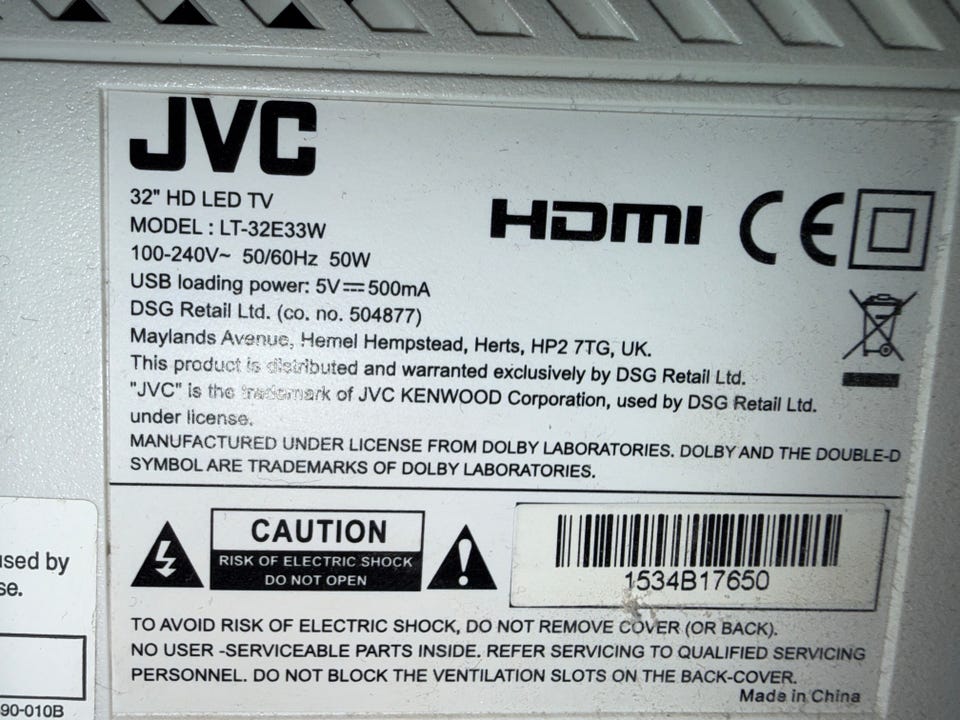 JVC
32" HD LED TV
MODEL : LT-32E33W
100-240V~ 50/60Hz 50W
USB loading power: 5V⎓500mA
DSG Retail Ltd. (co. no. 504877)
Maylands Avenue, Hemel Hempstead, Herts, HP2 7TG, UK.
This product is distributed and warranted exclusively by DSG Retail Ltd.
"JVC" is the trademark of JVC KENWOOD Corporation, used by DSG Retail Ltd.
under license.
MANUFACTURED UNDER LICENSE FROM DOLBY LABORATORIES. DOLBY AND THE DOUBLE-D
SYMBOL ARE TRADEMARKS OF DOLBY LABORATORIES.
HDMI CE
CAUTION
RISK OF ELECTRIC SHOCK
DO NOT OPEN
1534B17650
TO AVOID RISK OF ELECTRIC SHOCK, DO NOT REMOVE COVER (OR BACK).
NO USER -SERVICEABLE PARTS INSIDE. REFER SERVICING TO QUALIFIED SERVICING
PERSONNEL. DO NOT BLOCK THE VENTILATION SLOTS ON THE BACK-COVER.
Made in China
used by
se.
90-010B